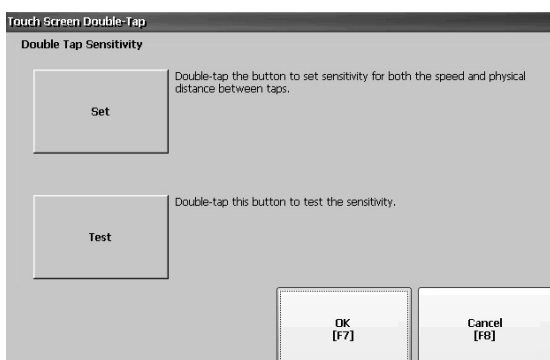 Touch Screen Double-Tap
Double Tap Sensitivity
Set
Double-tap the button to set sensitivity for both the speed and physical
distance between taps.
Test
Double-tap this button to test the sensitivity.
OK
[F7]
Cancel
[F8]